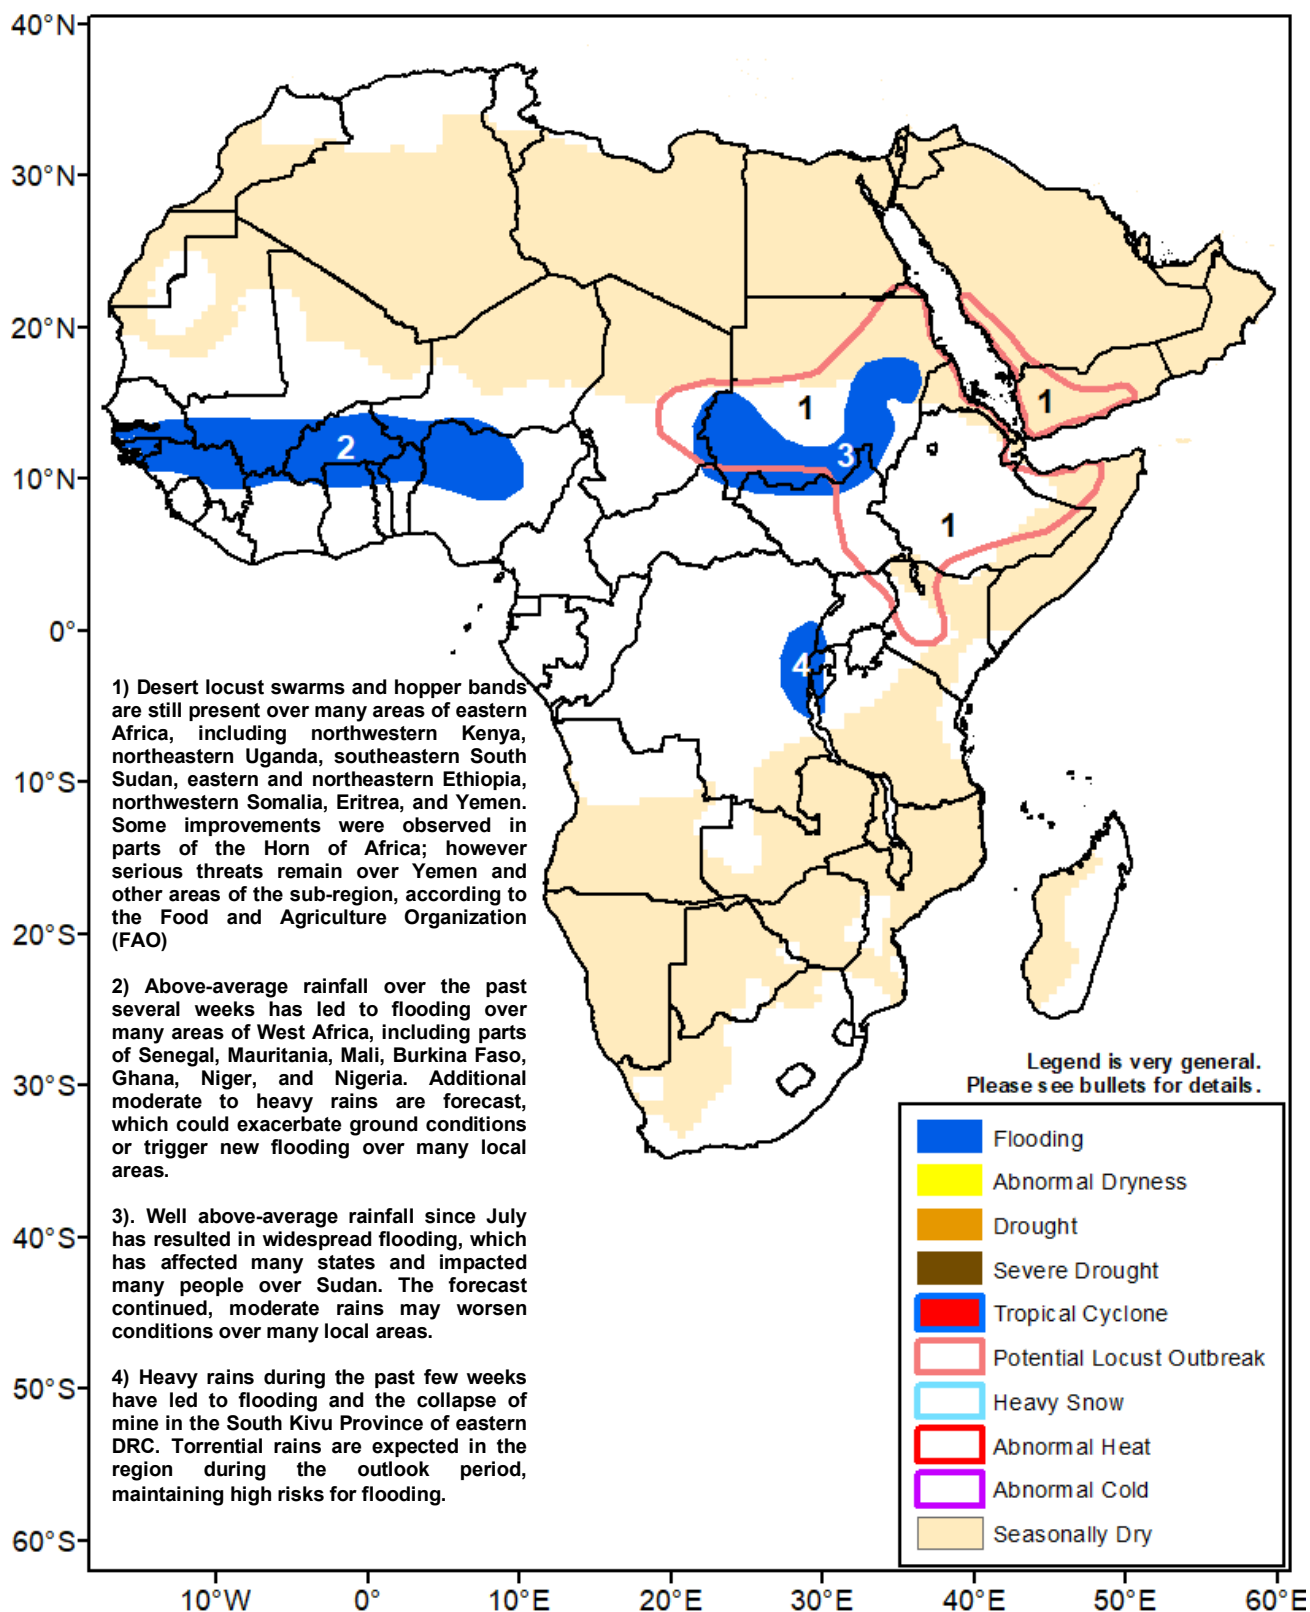 40°N
30°N
20°N
10°N
0°
10°S
20°S
30°S
40°S
50°S
60°S
1
1
2
3
1
4
1) Desert locust swarms and hopper bands
are still present over many areas of eastern
Africa, including northwestern Kenya,
northeastern Uganda, southeastern South
Sudan, eastern and northeastern Ethiopia,
northwestern Somalia, Eritrea, and Yemen.
Some improvements were observed in
parts of the Horn of Africa; however
serious threats remain over Yemen and
other areas of the sub-region, according to
the Food and Agriculture Organization
(FAO)
2) Above-average rainfall over the past
several weeks has led to flooding over
many areas of West Africa, including parts
of Senegal, Mauritania, Mali, Burkina Faso,
Ghana, Niger, and Nigeria. Additional
moderate to heavy rains are forecast,
which could exacerbate ground conditions
or trigger new flooding over many local
areas.
3). Well above-average rainfall since July
has resulted in widespread flooding, which
has affected many states and impacted
many people over Sudan. The forecast
continued, moderate rains may worsen
conditions over many local areas.
4) Heavy rains during the past few weeks
have led to flooding and the collapse of
mine in the South Kivu Province of eastern
DRC. Torrential rains are expected in the
region during the outlook period,
maintaining high risks for flooding.
Legend is very general.
Please see bullets for details.
Flooding
Abnormal Dryness
Drought
Severe Drought
Tropical Cyclone
Potential Locust Outbreak
Heavy Snow
Abnormal Heat
Abnormal Cold
Seasonally Dry
10°W
0°
10°E
20°E
30°E
40°E
50°E
60°E